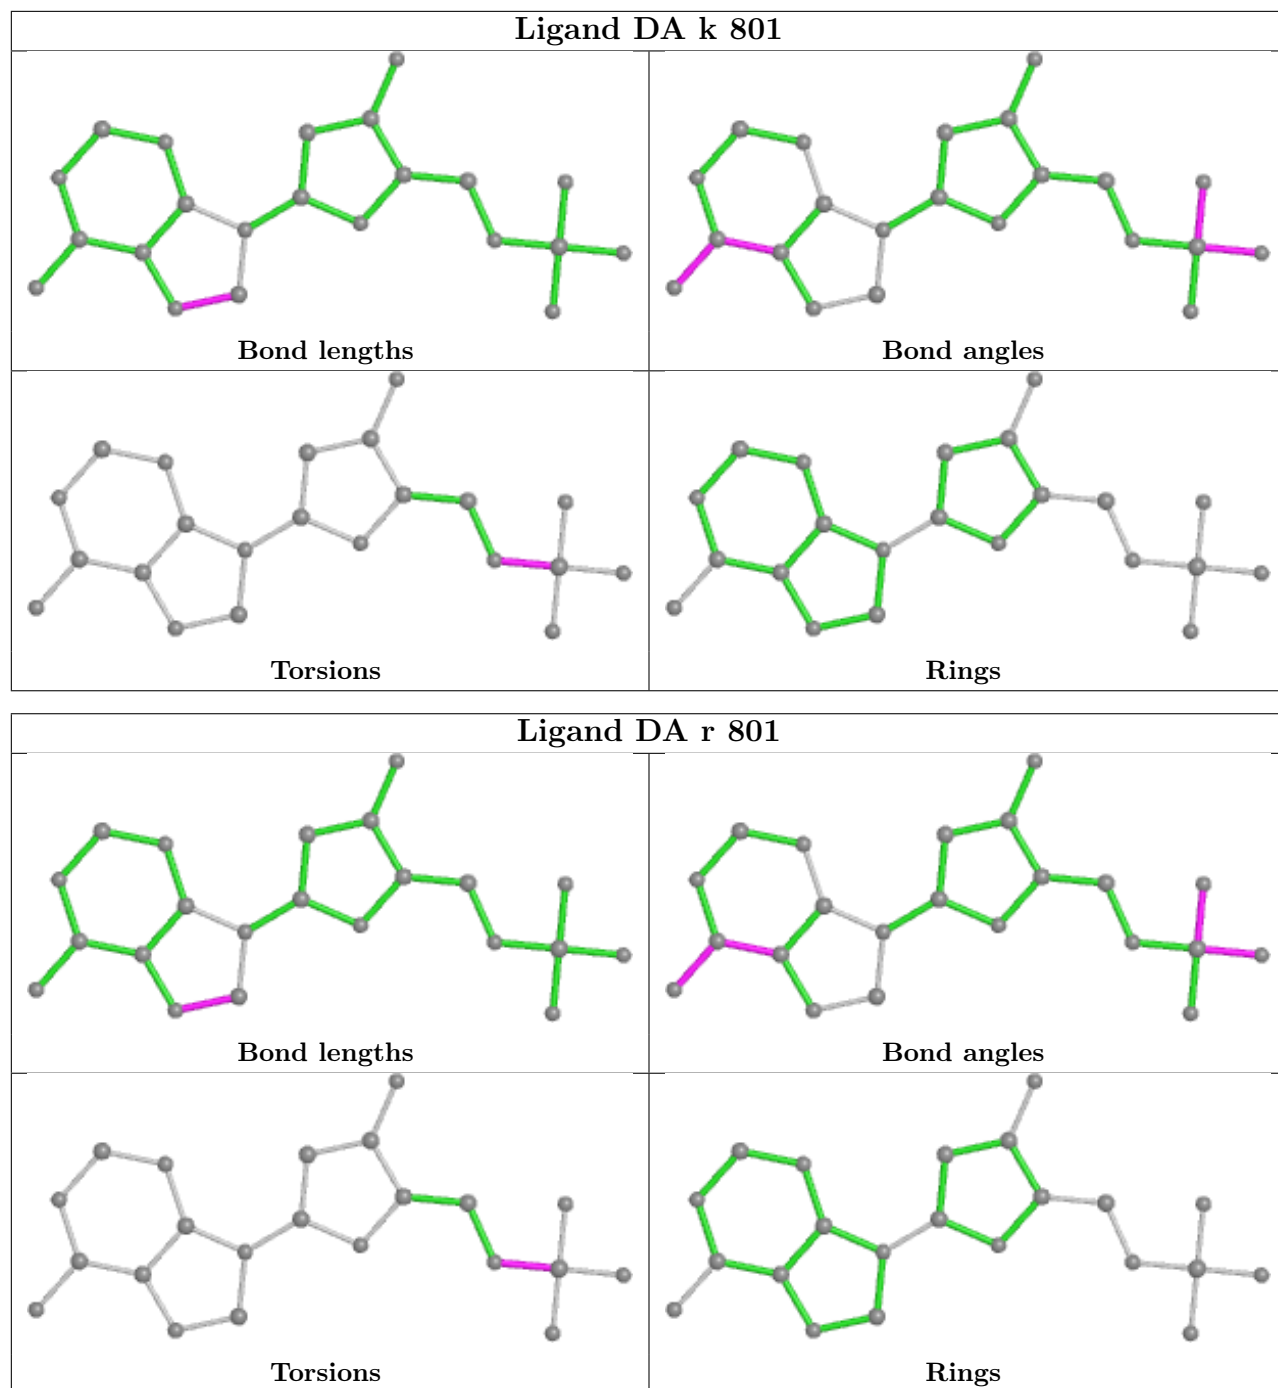 Ligand DA k 801
Bond lengths
Bond angles
Torsions
Rings
Ligand DA r 801
Bond lengths
Bond angles
Torsions
Rings